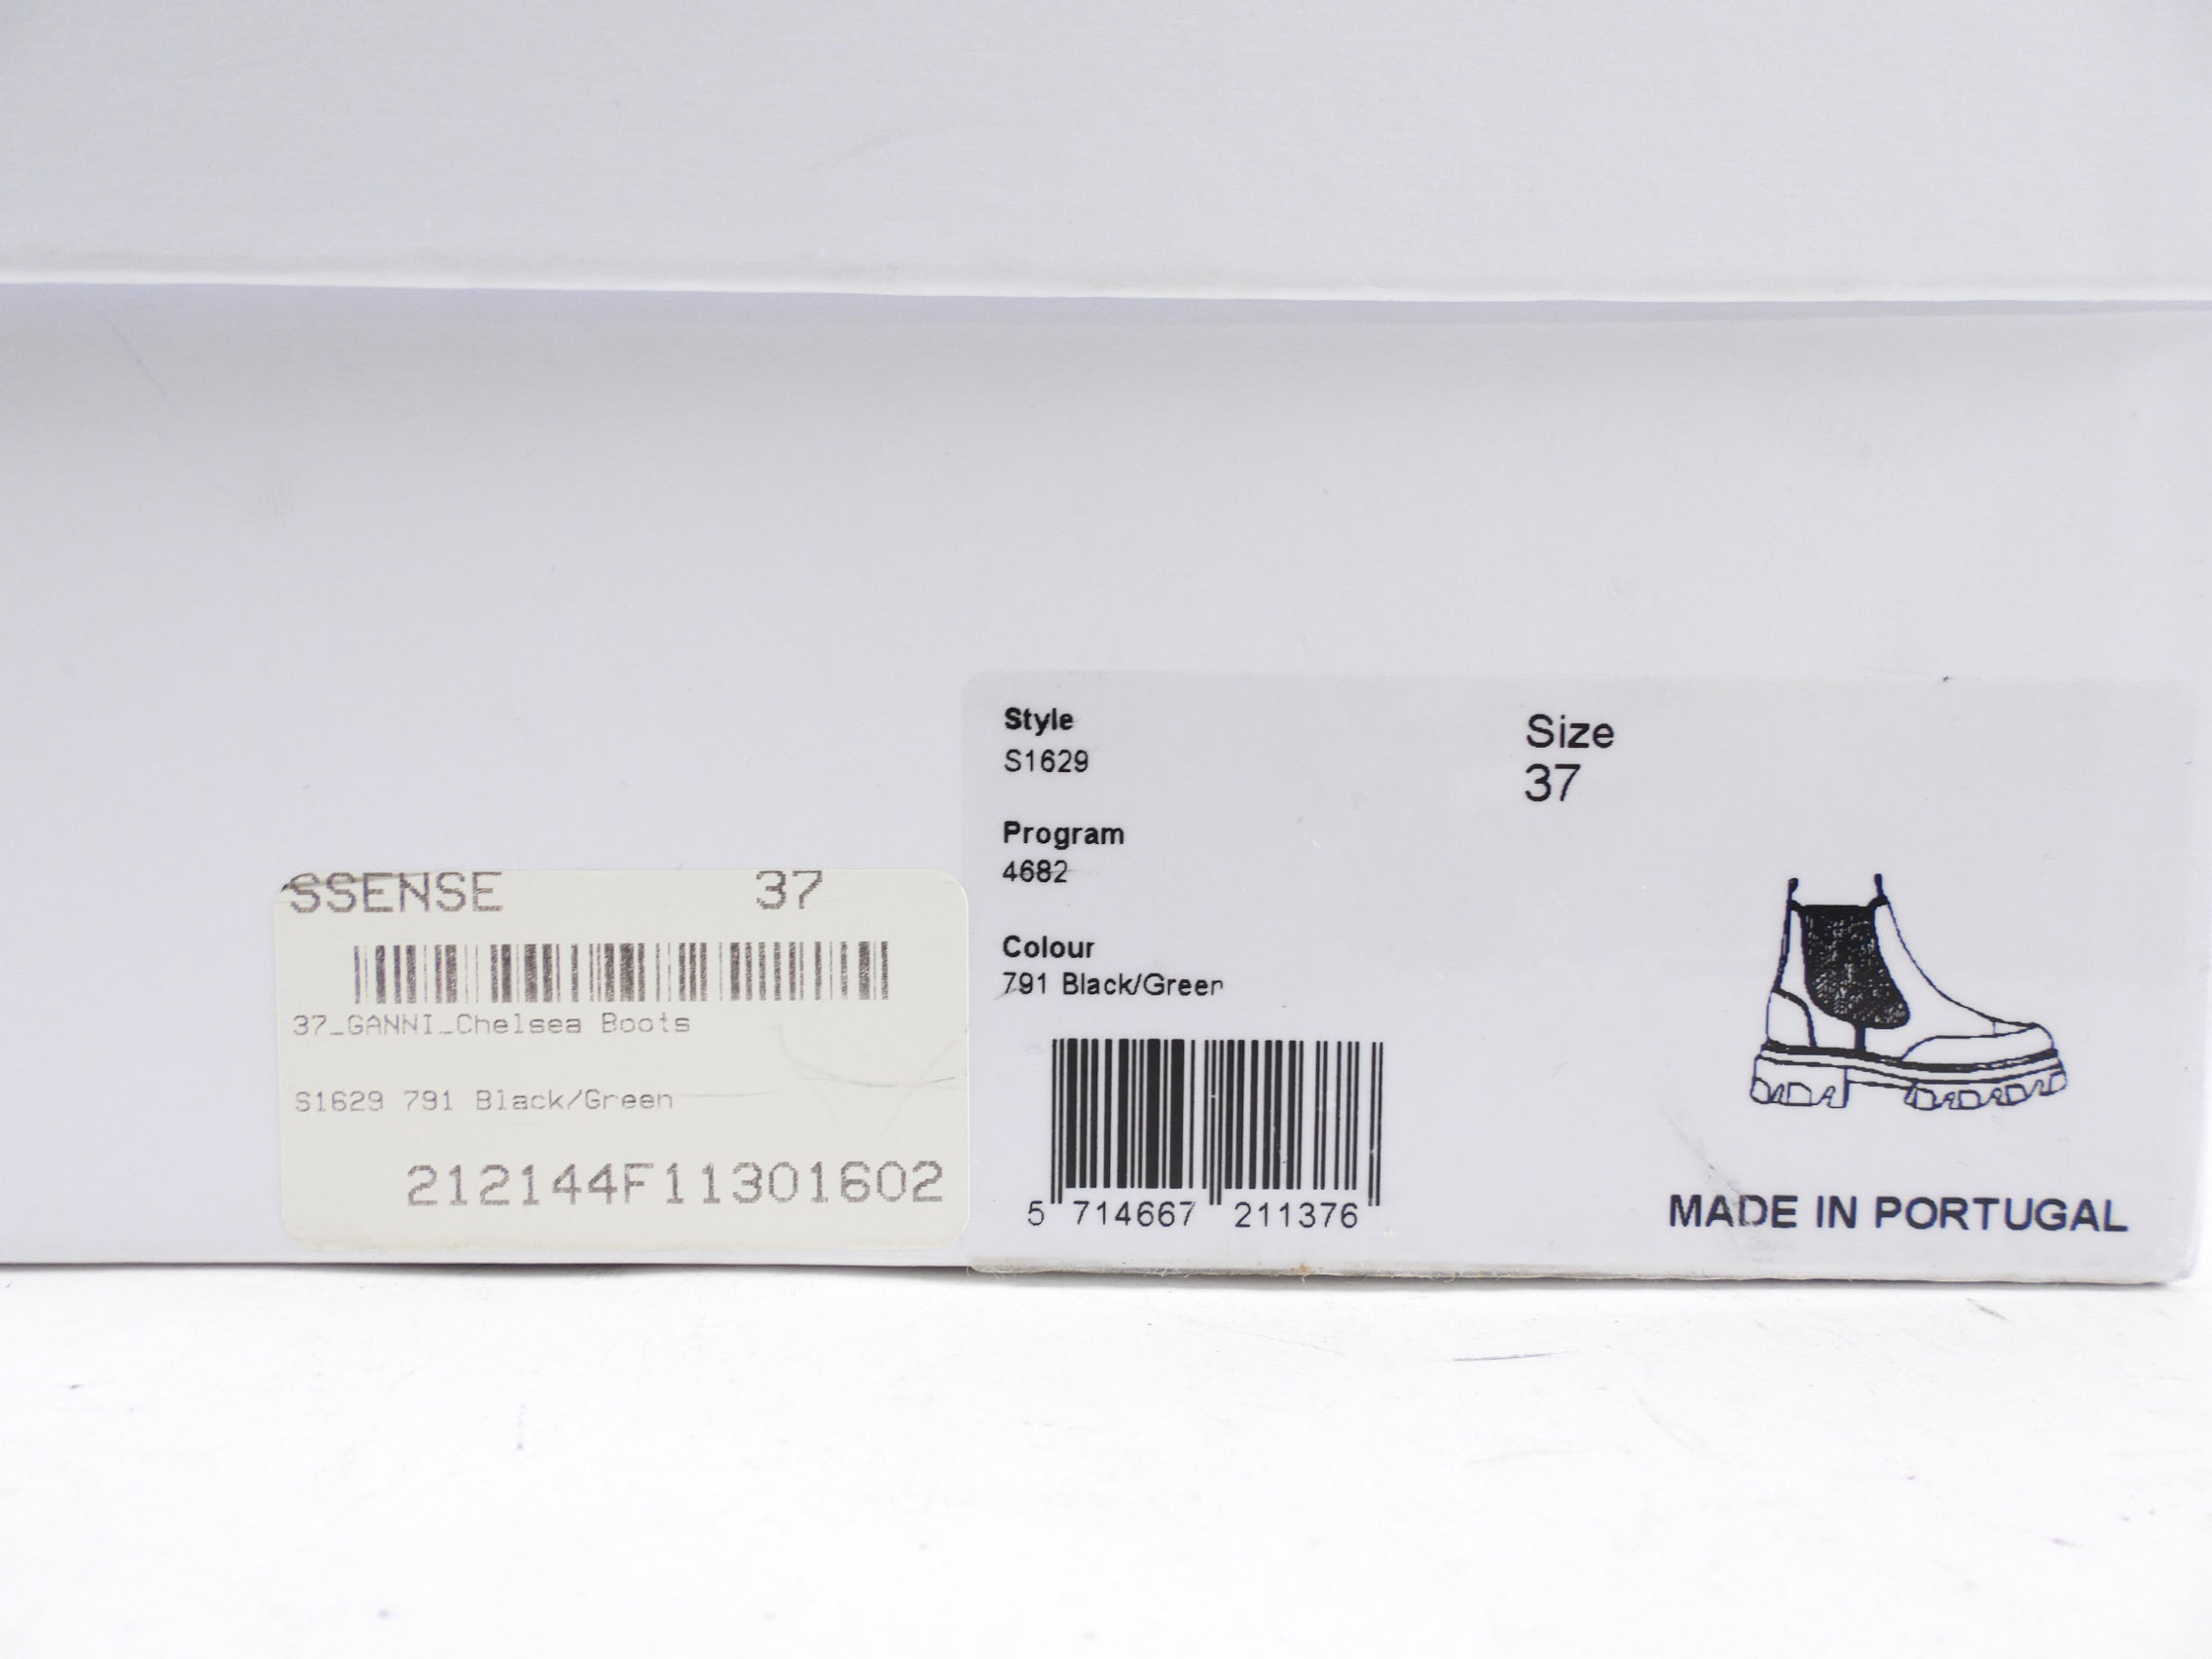 SSENSE 37
37_GANNI_Chelsea Boots
S1629 791 Black/Green
212144F11301602
Style
S1629
Program
4682
Colour
791 Black/Green
5 714667 211376
Size
37
MADE IN PORTUGAL